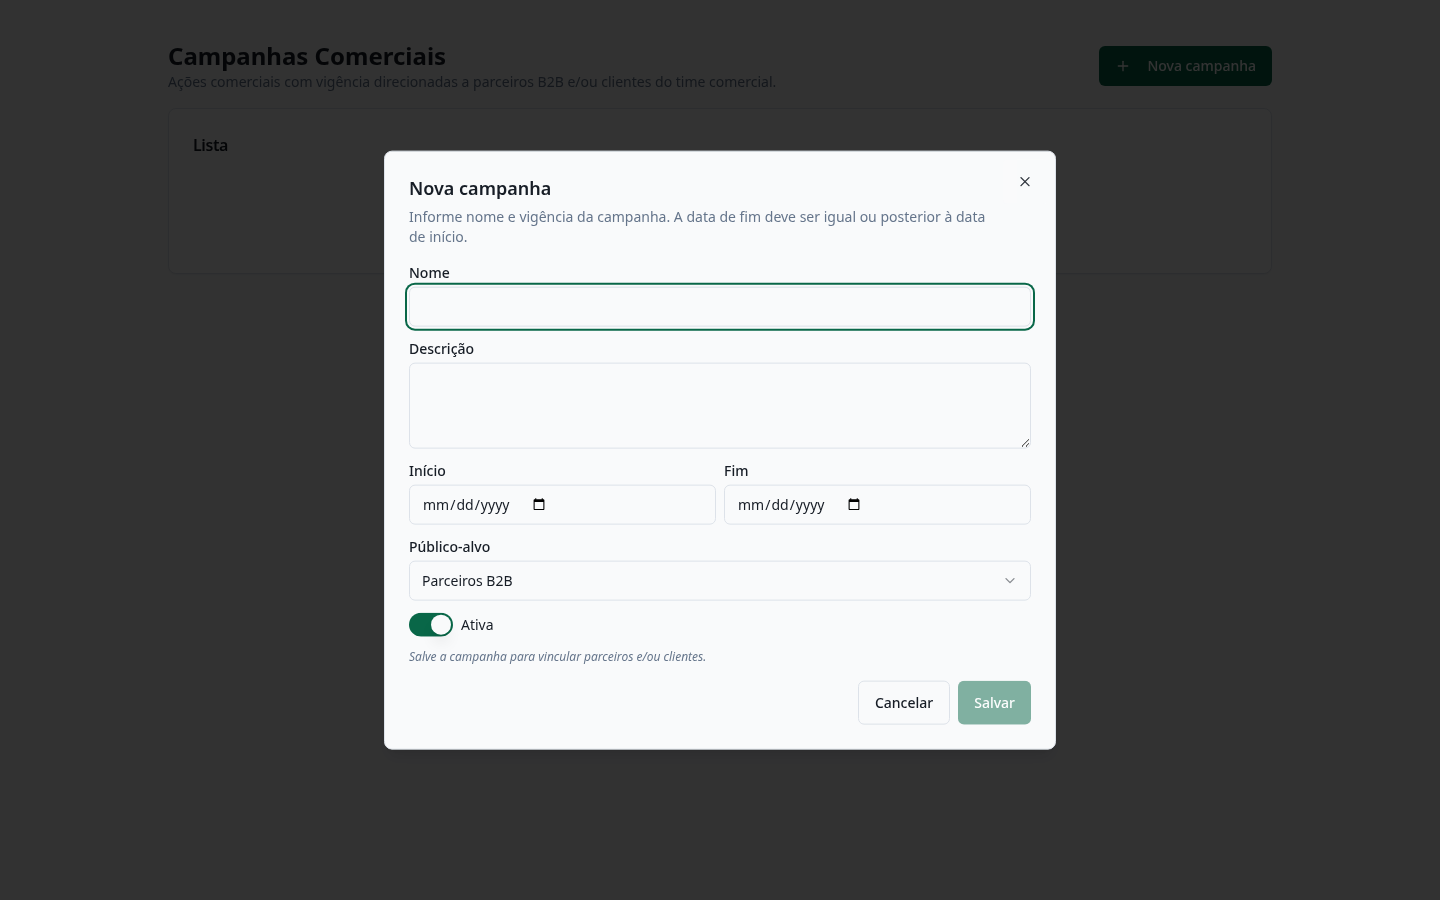 Campanhas Comerciais
Ações comerciais com vigência direcionadas a parceiros B2B e/ou clientes do time comercial.
Nova campanha
Lista
Nova campanha
Informe nome e vigência da campanha. A data de fim deve ser igual ou posterior à data
de início.
Nome
Descrição
Início
Fim
mm/dd/yyyy
mm/dd/yyyy
Público-alvo
Parceiros B2B
Ativa
Salve a campanha para vincular parceiros e/ou clientes.
Cancelar
Salvar